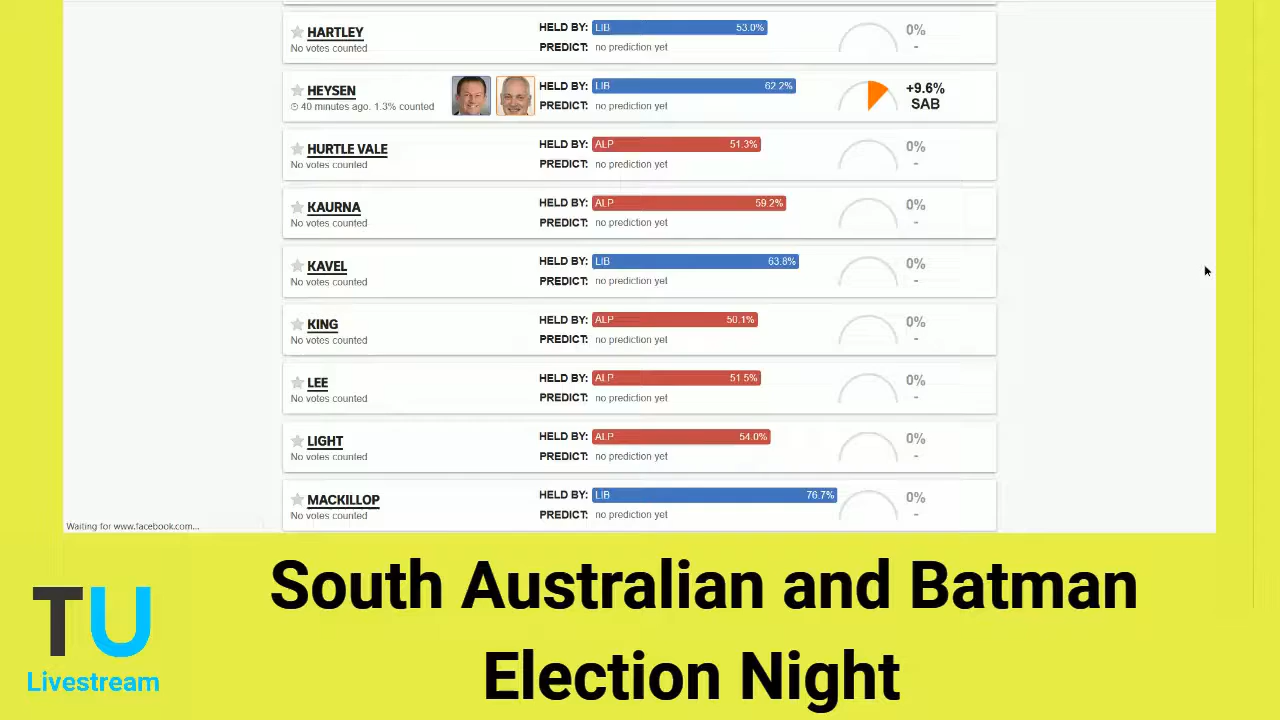 HARTLEY
No votes counted
HELD BY: LIB 53.0%
PREDICT: no prediction yet
0%
-
HEYSEN
40 minutes ago. 1.3% counted
HELD BY: LIB 62.2%
PREDICT: no prediction yet
+9.6%
SAB
HURTLE VALE
No votes counted
HELD BY: ALP 51.3%
PREDICT: no prediction yet
0%
-
KAURNA
No votes counted
HELD BY: ALP 59.2%
PREDICT: no prediction yet
0%
-
KAVEL
No votes counted
HELD BY: LIB 63.8%
PREDICT: no prediction yet
0%
-
KING
No votes counted
HELD BY: ALP 50.1%
PREDICT: no prediction yet
0%
-
LEE
No votes counted
HELD BY: ALP 51.5%
PREDICT: no prediction yet
0%
-
LIGHT
No votes counted
HELD BY: ALP 54.0%
PREDICT: no prediction yet
0%
-
MACKILLOP
No votes counted
HELD BY: LIB 76.7%
PREDICT: no prediction yet
0%
-
Waiting for www.facebook.com...
TU
Livestream
South Australian and Batman
Election Night